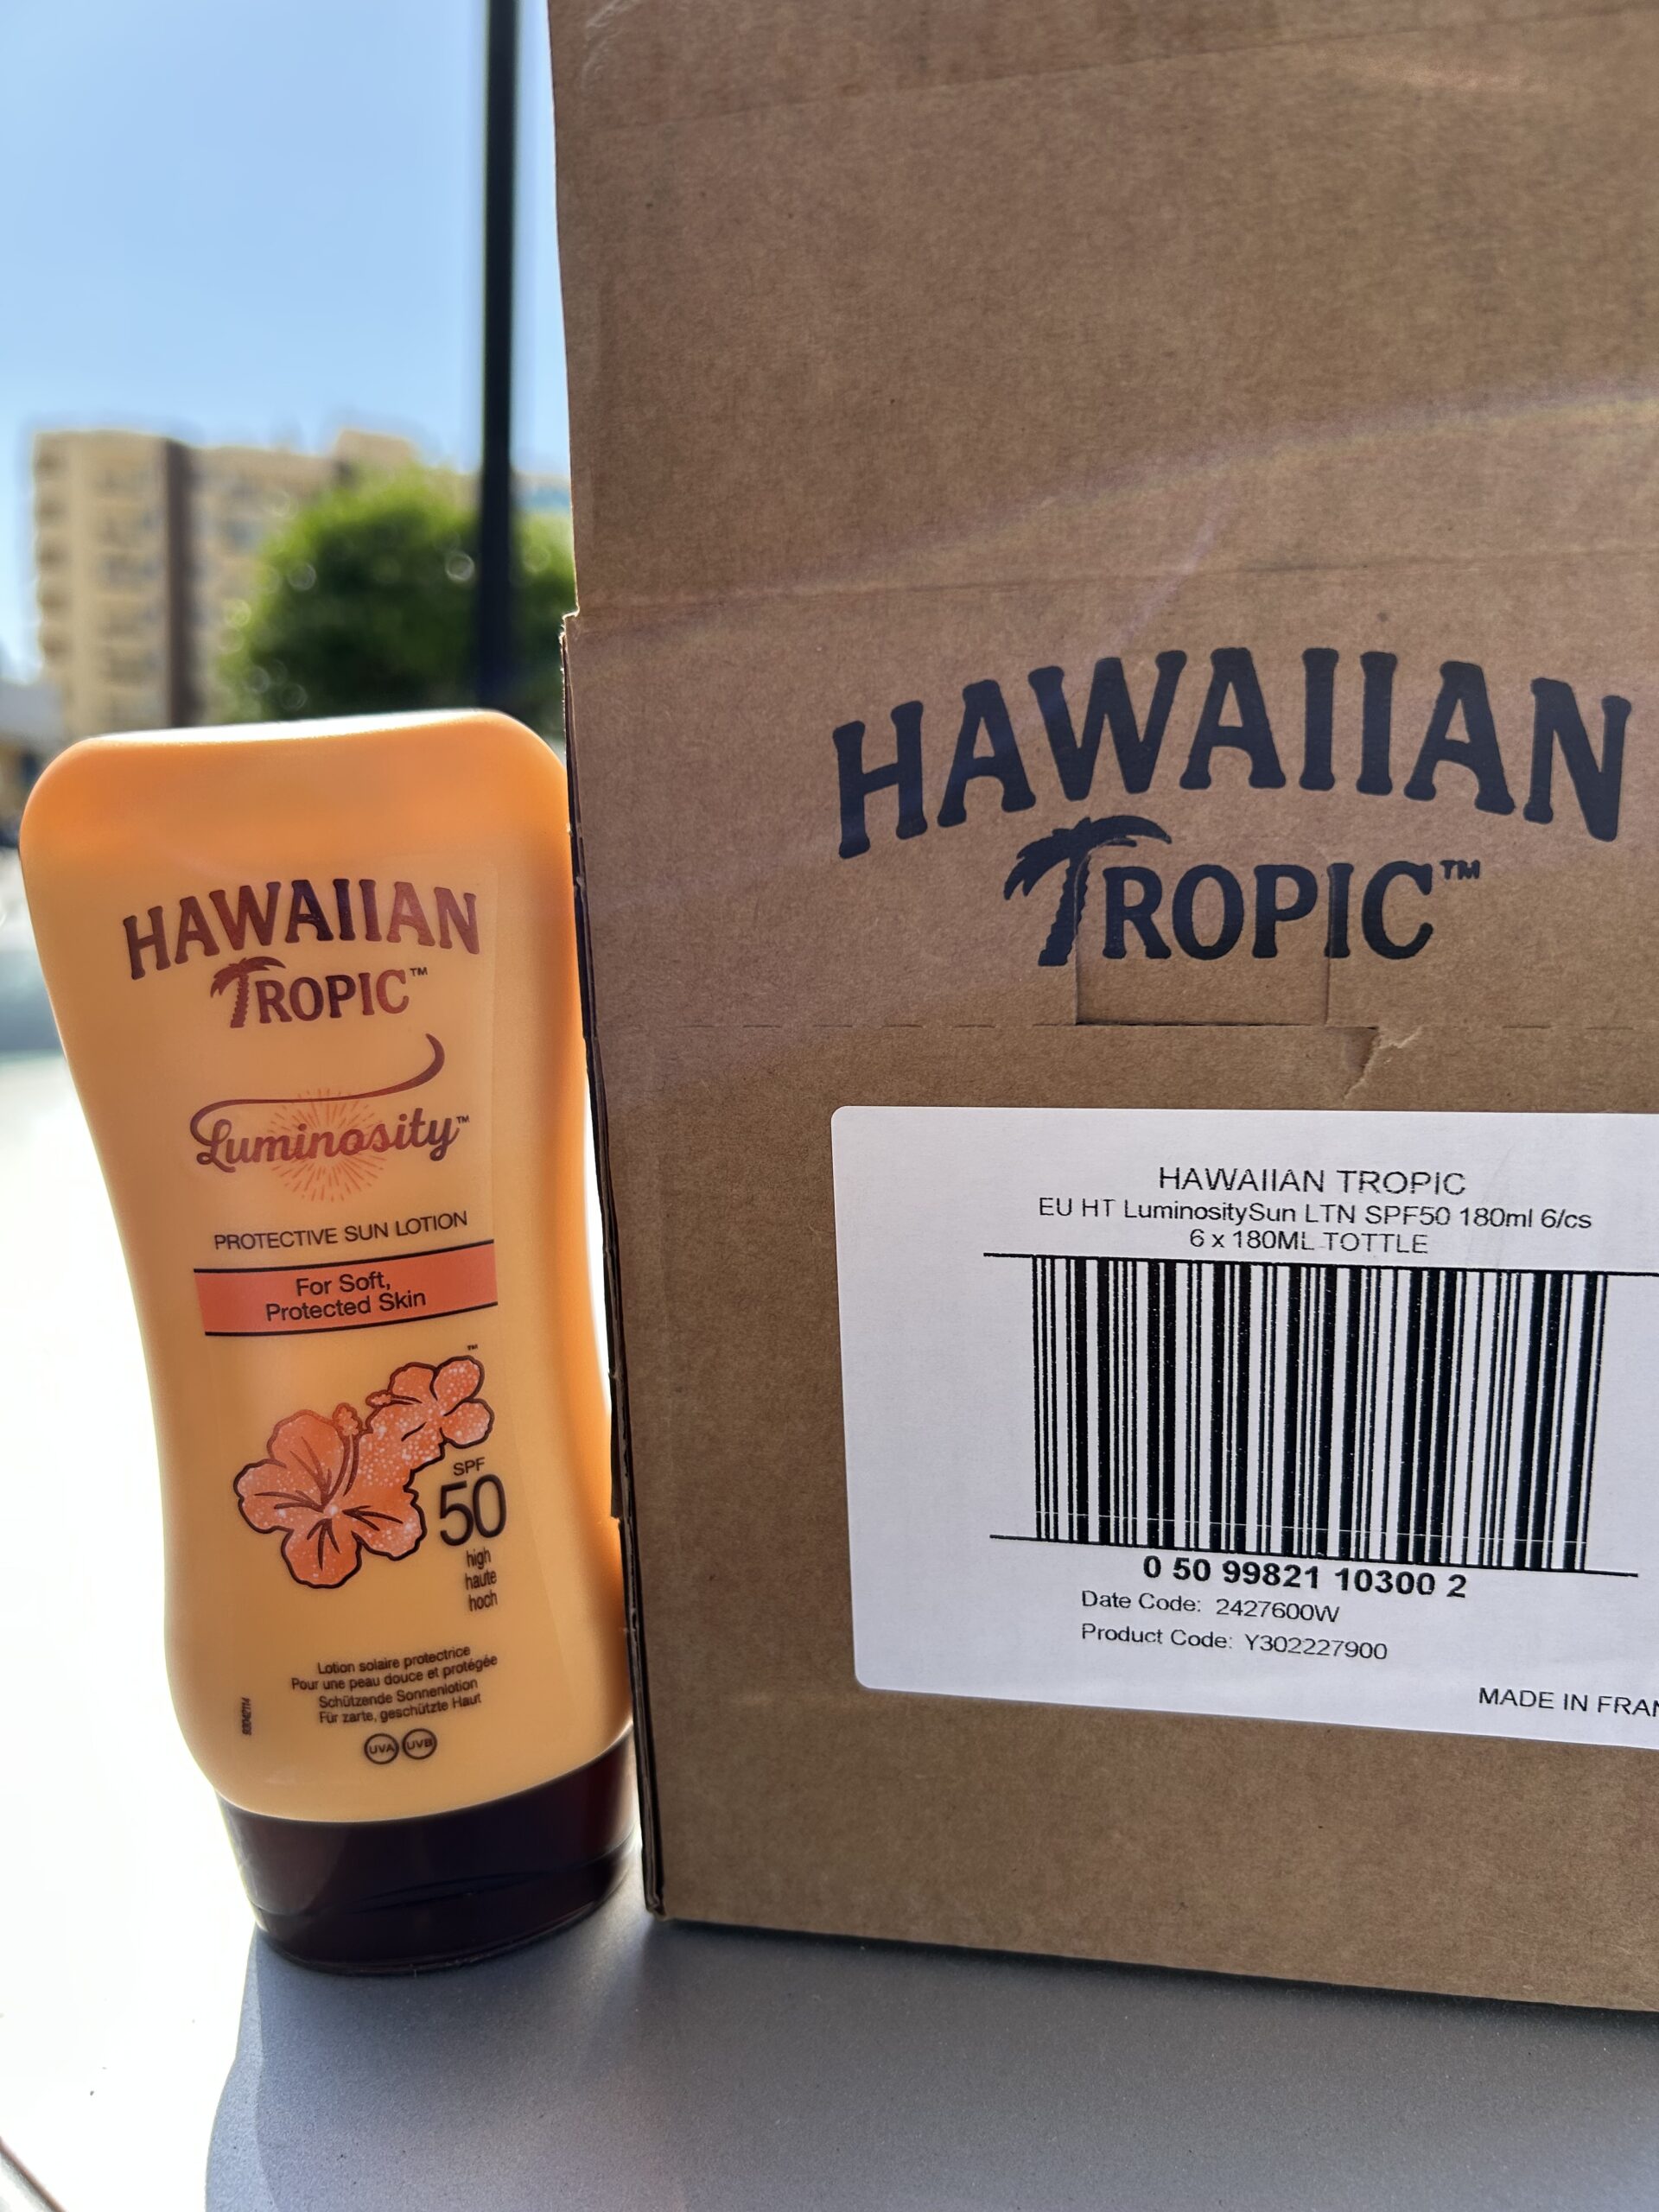 HAWAIIAN
TROPIC™
Luminosity™
PROTECTIVE SUN LOTION
For Soft,
Protected Skin
™
SPF
50
high
haute
hoch
Lotion solaire protectrice
Pour une peau douce et protégée
Schützende Sonnenlotion
Für zarte, geschützte Haut
UVA UVB
HAWAIIAN
TROPIC™
HAWAIIAN TROPIC
EU HT LuminositySun LTN SPF50 180ml 6/cs
6 x 180ML TOTTLE
0 50 99821 10300 2
Date Code: 2427600W
Product Code: Y302227900
MADE IN FRAN